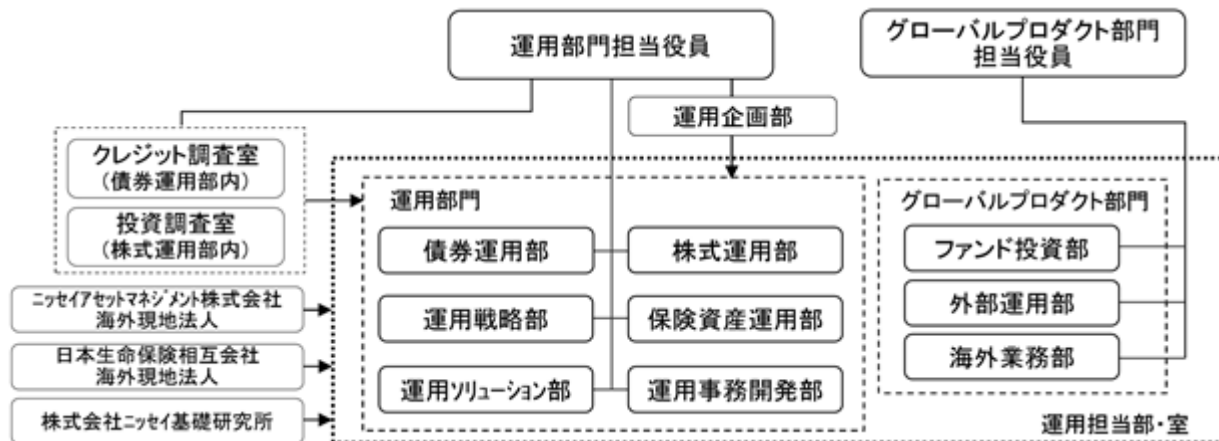 運用部門担当役員
グローバルプロダクト部門
担当役員
運用企画部
クレジット調査室
(債券運用部内)
投資調査室
(株式運用部内)
運用部門
債券運用部
株式運用部
運用戦略部
保険資産運用部
運用ソリューション部
運用事務開発部
グローバルプロダクト部門
ファンド投資部
外部運用部
海外業務部
ニッセイアセットマネジメント株式会社
海外現地法人
日本生命保険相互会社
海外現地法人
株式会社ニッセイ基礎研究所
運用担当部・室